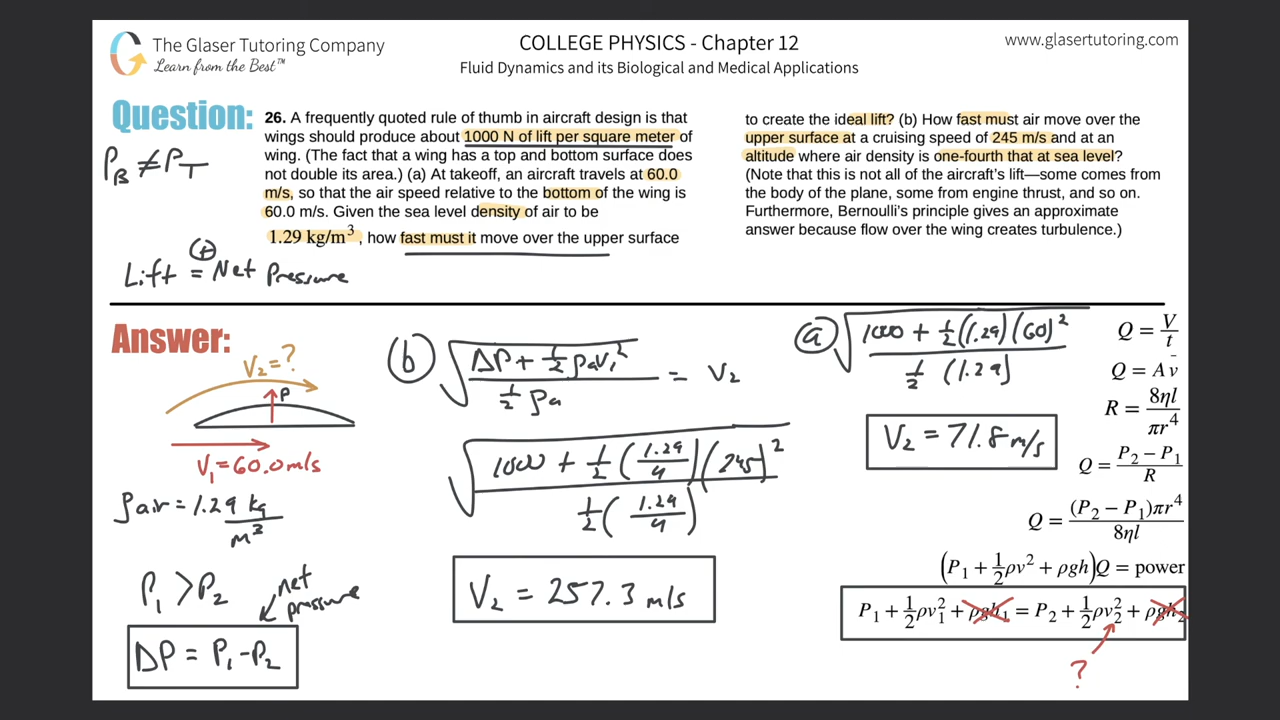 The Glaser Tutoring Company
Learn from the Best™
COLLEGE PHYSICS - Chapter 12
Fluid Dynamics and its Biological and Medical Applications
www.glasertutoring.com
Question:
P_B ≠ P_T
Lift = Net Pressure
(+)
26. A frequently quoted rule of thumb in aircraft design is that
wings should produce about 1000 N of lift per square meter of
wing. (The fact that a wing has a top and bottom surface does
not double its area.) (a) At takeoff, an aircraft travels at 60.0
m/s, so that the air speed relative to the bottom of the wing is
60.0 m/s. Given the sea level density of air to be
1.29 kg/m³, how fast must it move over the upper surface
to create the ideal lift? (b) How fast must air move over the
upper surface at a cruising speed of 245 m/s and at an
altitude where air density is one-fourth that at sea level?
(Note that this is not all of the aircraft's lift—some comes from
the body of the plane, some from engine thrust, and so on.
Furthermore, Bernoulli's principle gives an approximate
answer because flow over the wing creates turbulence.)
Answer:
V₂ = ?
P
V₁ = 60.0 m/s
ρair = 1.29 kg/m³
P₁ > P₂
net pressure
ΔP = P₁ - P₂
(b) √((ΔP + ½ρaV₁²)/(½ρa)) = V₂
√((1000 + ½(1.29/4)(245)²)/(½(1.29/4)))
V₂ = 257.3 m/s
(a) √((1000 + ½(1.29)(60)²)/(½(1.29)))
V₂ = 71.8 m/s
Q = V/t
Q = A v̄
R = 8ηl/πr⁴
Q = (P₂ − P₁)/R
Q = (P₂ − P₁)πr⁴/8ηl
(P₁ + ½ρv² + ρgh)Q = power
P₁ + ½ρv₁² + ρgh₁ = P₂ + ½ρv₂² + ρgh₂
?